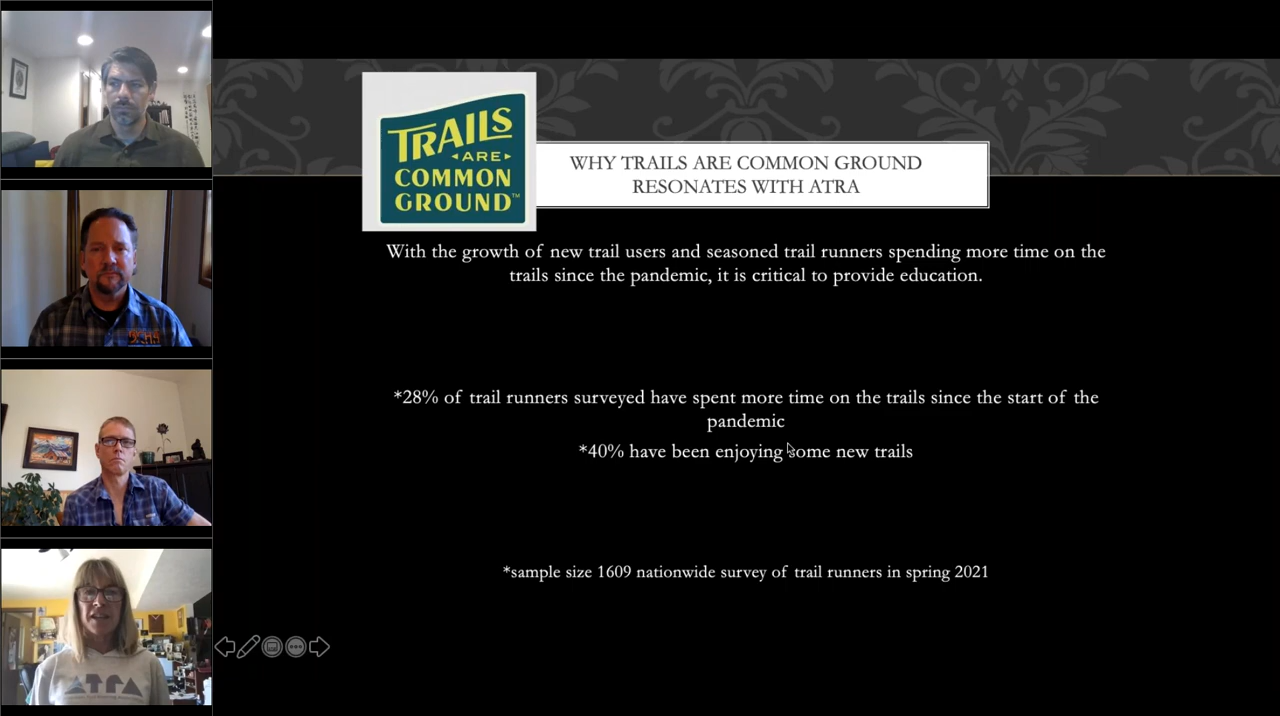 TRAILS
ARE
COMMON
GROUND™
WHY TRAILS ARE COMMON GROUND
RESONATES WITH ATRA
With the growth of new trail users and seasoned trail runners spending more time on the
trails since the pandemic, it is critical to provide education.
*28% of trail runners surveyed have spent more time on the trails since the start of the
pandemic
*40% have been enjoying some new trails
*sample size 1609 nationwide survey of trail runners in spring 2021
ATRA